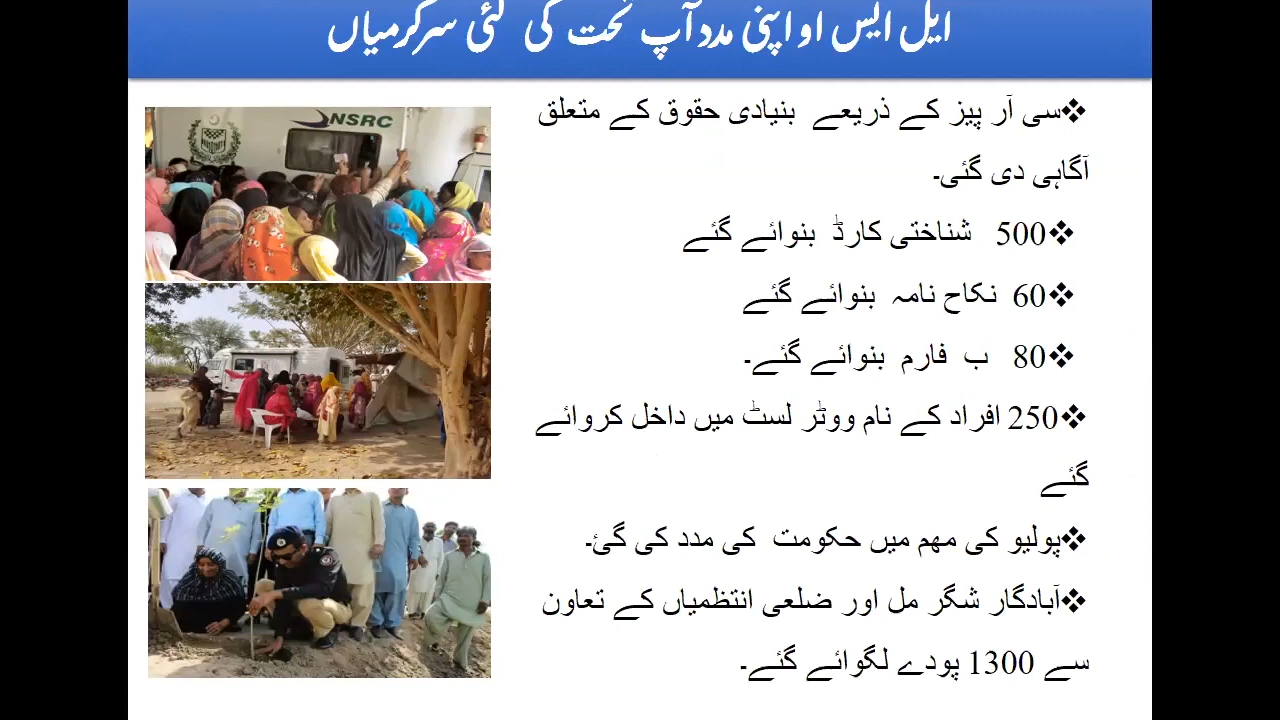 ایل ایس او اپنی مدد آپ تحت کی گئی سرگرمیاں
❖سی آر پیز کے ذریعے بنیادی حقوق کے متعلق
آگاہی دی گئی۔
❖500 شناختی کارڈ بنوائے گئے
❖60 نکاح نامہ بنوائے گئے
❖80 ب فارم بنوائے گئے۔
❖250 افراد کے نام ووٹر لسٹ میں داخل کروائے
گئے
❖پولیو کی مہم میں حکومت کی مدد کی گئ۔
❖آبادگار شگر مل اور ضلعی انتظمیاں کے تعاون
سے 1300 پودے لگوائے گئے۔
NSRC